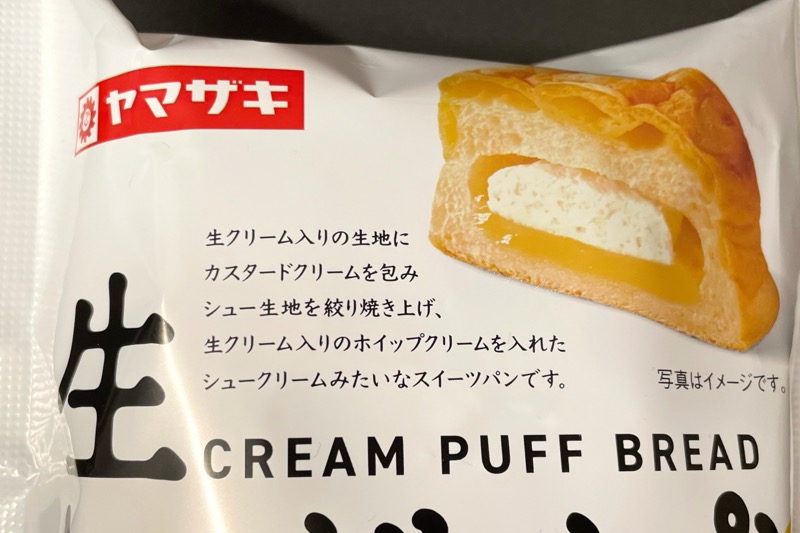 ヤマザキ
生クリーム入りの生地に
カスタードクリームを包み
シュー生地を絞り焼き上げ、
生クリーム入りのホイップクリームを入れた
シュークリームみたいなスイーツパンです。
写真はイメージです。
生
CREAM PUFF BREAD